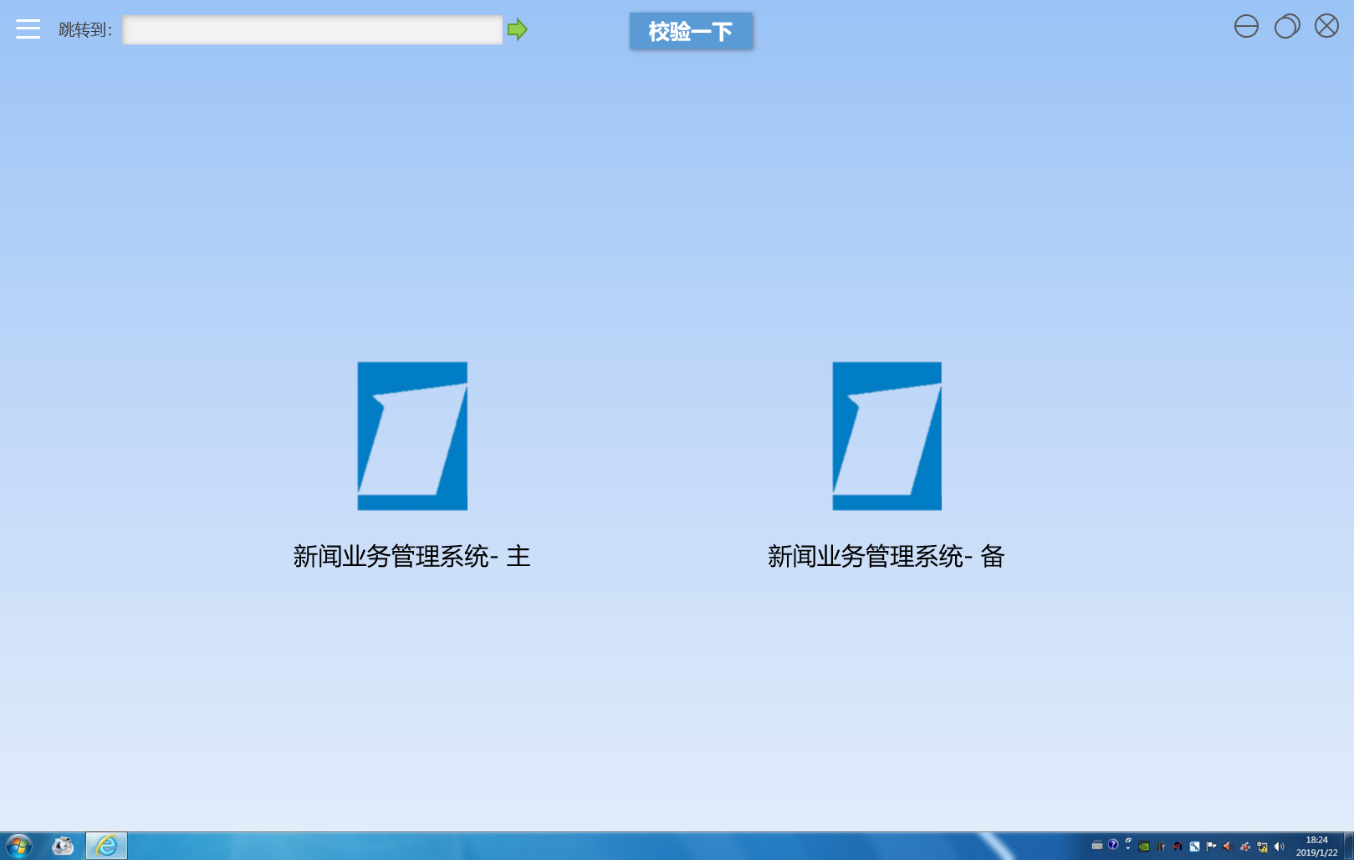 跳转到:
校验一下
新闻业务管理系统- 主
新闻业务管理系统- 备
18:24
2019/1/22